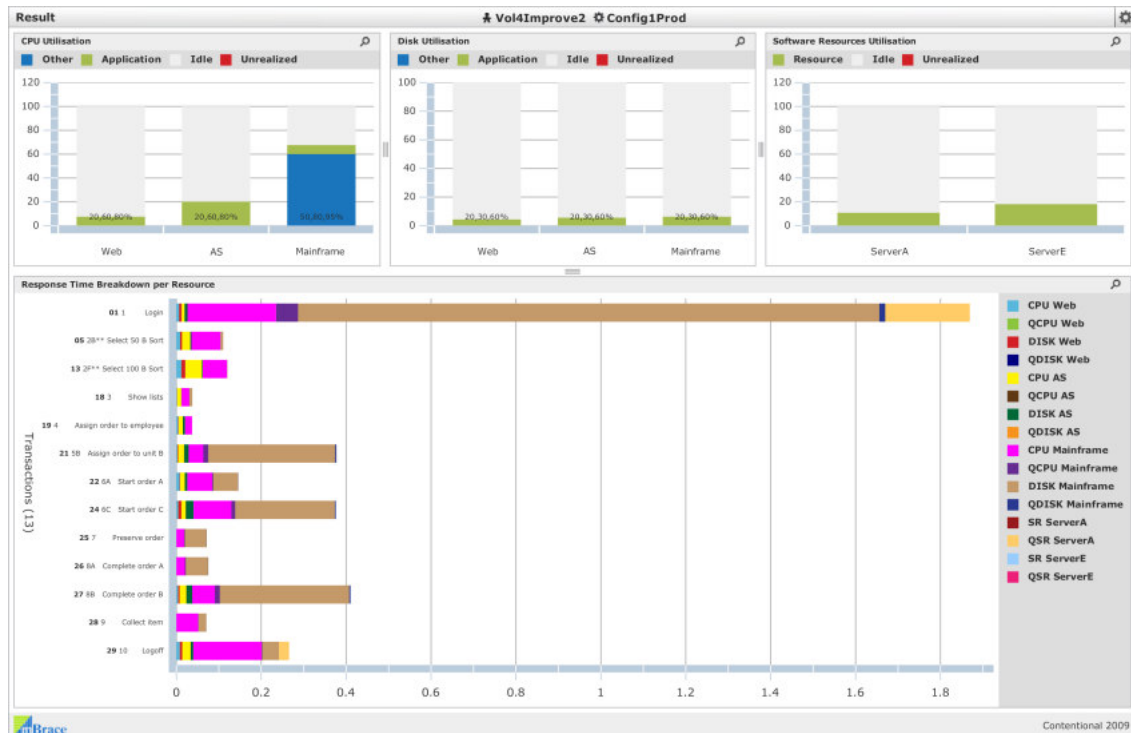 Result Vol4Improve2 Config1Prod
CPU Utilisation
Other Application Idle Unrealized
120
100
80
60
40
20
0
20,60,80% 20,60,80% 50,80,95%
Web AS Mainframe
Disk Utilisation
Other Application Idle Unrealized
100
80
60
40
20
0
20,30,60% 20,30,60% 20,30,60%
Web AS Mainframe
Software Resources Utilisation
Resource Idle Unrealized
120
100
80
60
40
20
0
ServerA ServerE
Response Time Breakdown per Resource
Transactions (13)
01 1 Login
05 2B** Select 50 B Sort
13 2F** Select 100 B Sort
18 3 Show lists
19 4 Assign order to employee
21 5B Assign order to unit B
22 6A Start order A
24 6C Start order C
25 7 Preserve order
26 8A Complete order A
27 8B Complete order B
28 9 Collect item
29 10 Logoff
0 0.2 0.4 0.6 0.8 1 1.2 1.4 1.6 1.8
CPU Web
QCPU Web
DISK Web
QDISK Web
CPU AS
QCPU AS
DISK AS
QDISK AS
CPU Mainframe
QCPU Mainframe
DISK Mainframe
QDISK Mainframe
SR ServerA
QSR ServerA
SR ServerE
QSR ServerE
Contentional 2009